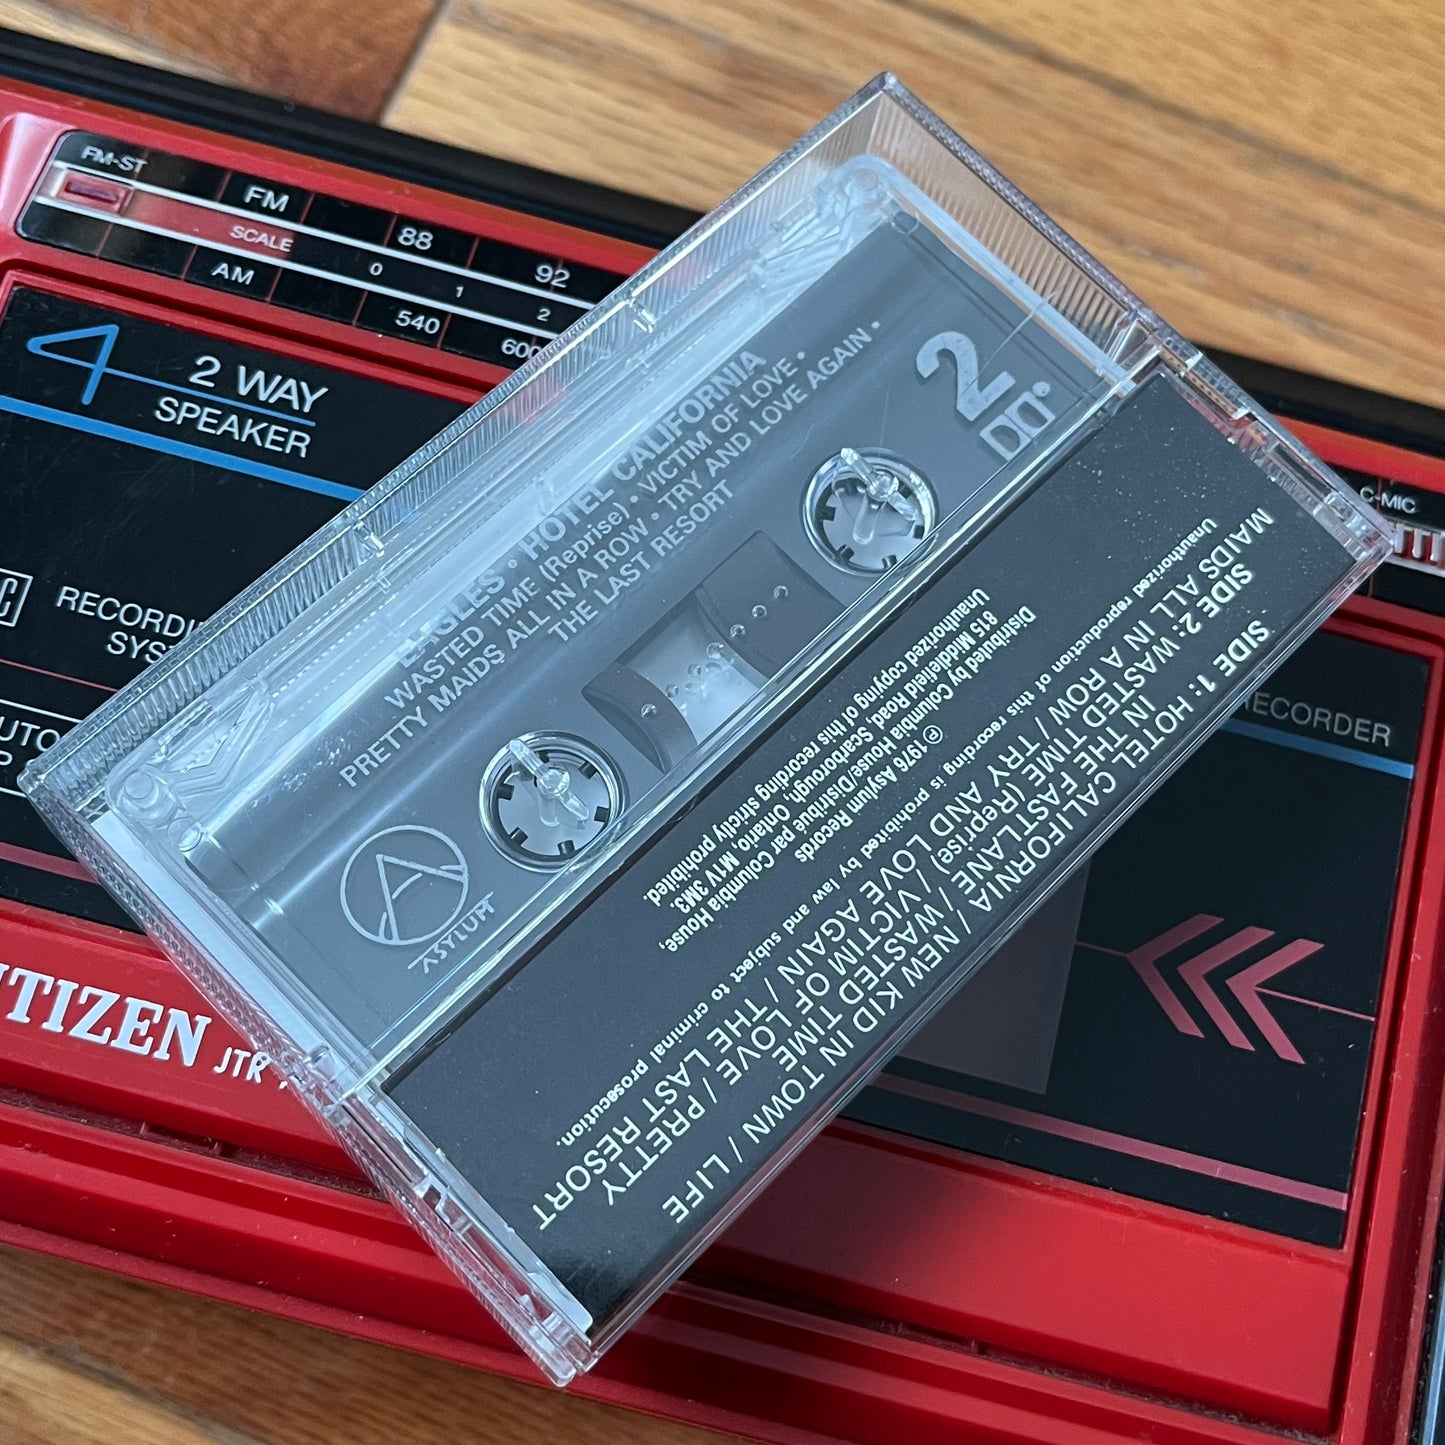 FM-ST
FM 88 92
SCALE 0 1 2
AM 540
4 2 WAY
SPEAKER
C-MIC
RECORDER
CITIZEN JTR
2
EAGLES • HOTEL CALIFORNIA
WASTED TIME (Reprise) • VICTIM OF LOVE •
PRETTY MAIDS ALL IN A ROW • TRY AND LOVE AGAIN •
THE LAST RESORT
A
ASYLUM
SIDE 1: HOTEL CALIFORNIA / NEW KID IN TOWN / LIFE
IN THE FAST LANE / WASTED TIME
SIDE 2: WASTED TIME (Reprise) / VICTIM OF LOVE / PRETTY
MAIDS ALL IN A ROW / TRY AND LOVE AGAIN / THE LAST RESORT
Unauthorized reproduction of this recording is prohibited by law and subject to criminal prosecution.
℗ 1976 Asylum Records
Distributed by Columbia House/Distribué par Columbia House,
815 Middlefield Road, Scarborough, Ontario, M1V 3M3.
Unauthorized copying of this recording strictly prohibited